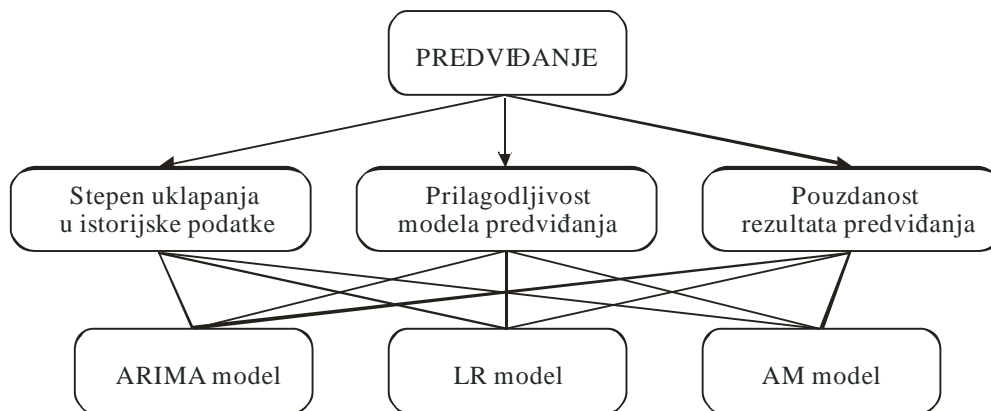 PREDVIĐANJE
Stepen uklapanja
u istorijske podatke
Prilagodljivost
modela predviđanja
Pouzdanost
rezultata predviđanja
ARIMA model
LR model
AM model